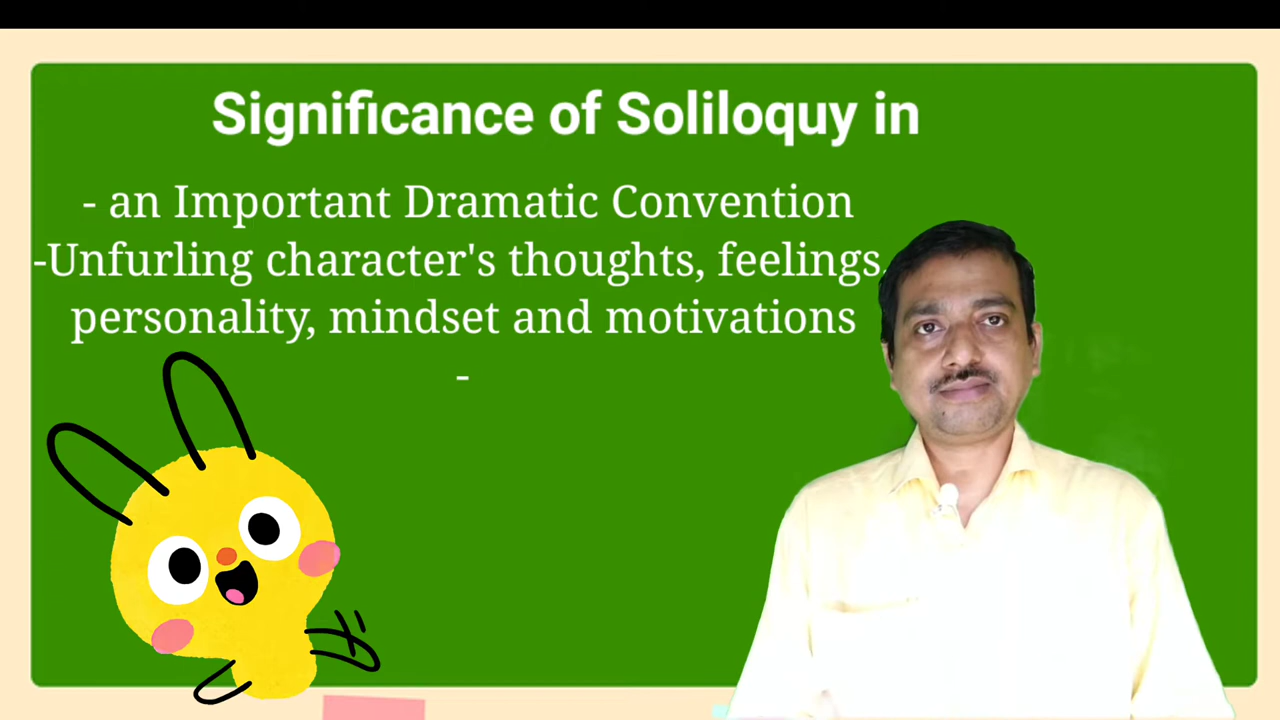 Significance of Soliloquy in
- an Important Dramatic Convention
-Unfurling character's thoughts, feelings,
personality, mindset and motivations
-